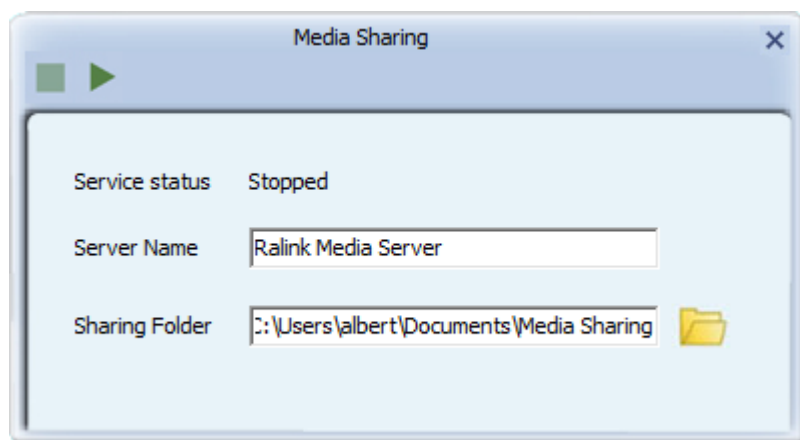 Media Sharing
Service status Stopped
Server Name Ralink Media Server
Sharing Folder C:\Users\albert\Documents\Media Sharing